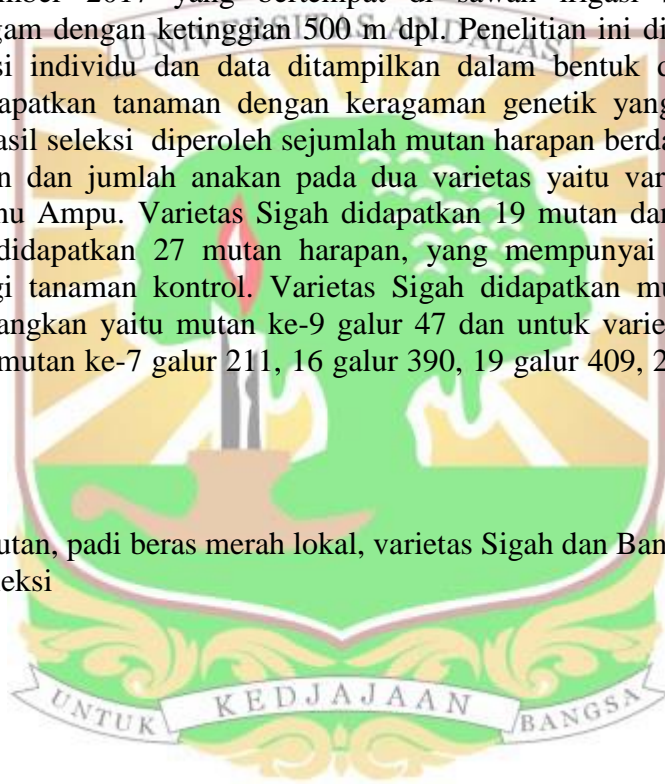 mber 2017 yang bertempat di sawah irigasi
gam dengan ketinggian 500 m dpl. Penelitian ini di
UNIVERSITAS ANDALAS
si individu dan data ditampilkan dalam bentuk d
apatkan tanaman dengan keragaman genetik yang
asil seleksi diperoleh sejumlah mutan harapan berda
n dan jumlah anakan pada dua varietas yaitu var
nu Ampu. Varietas Sigah didapatkan 19 mutan dar
didapatkan 27 mutan harapan, yang mempunyai
gi tanaman kontrol. Varietas Sigah didapatkan mu
angkan yaitu mutan ke-9 galur 47 dan untuk varie
mutan ke-7 galur 211, 16 galur 390, 19 galur 409, 2
utan, padi beras merah lokal, varietas Sigah dan Ban
eksi
UNTUK KEDJAJAAN BANGSA